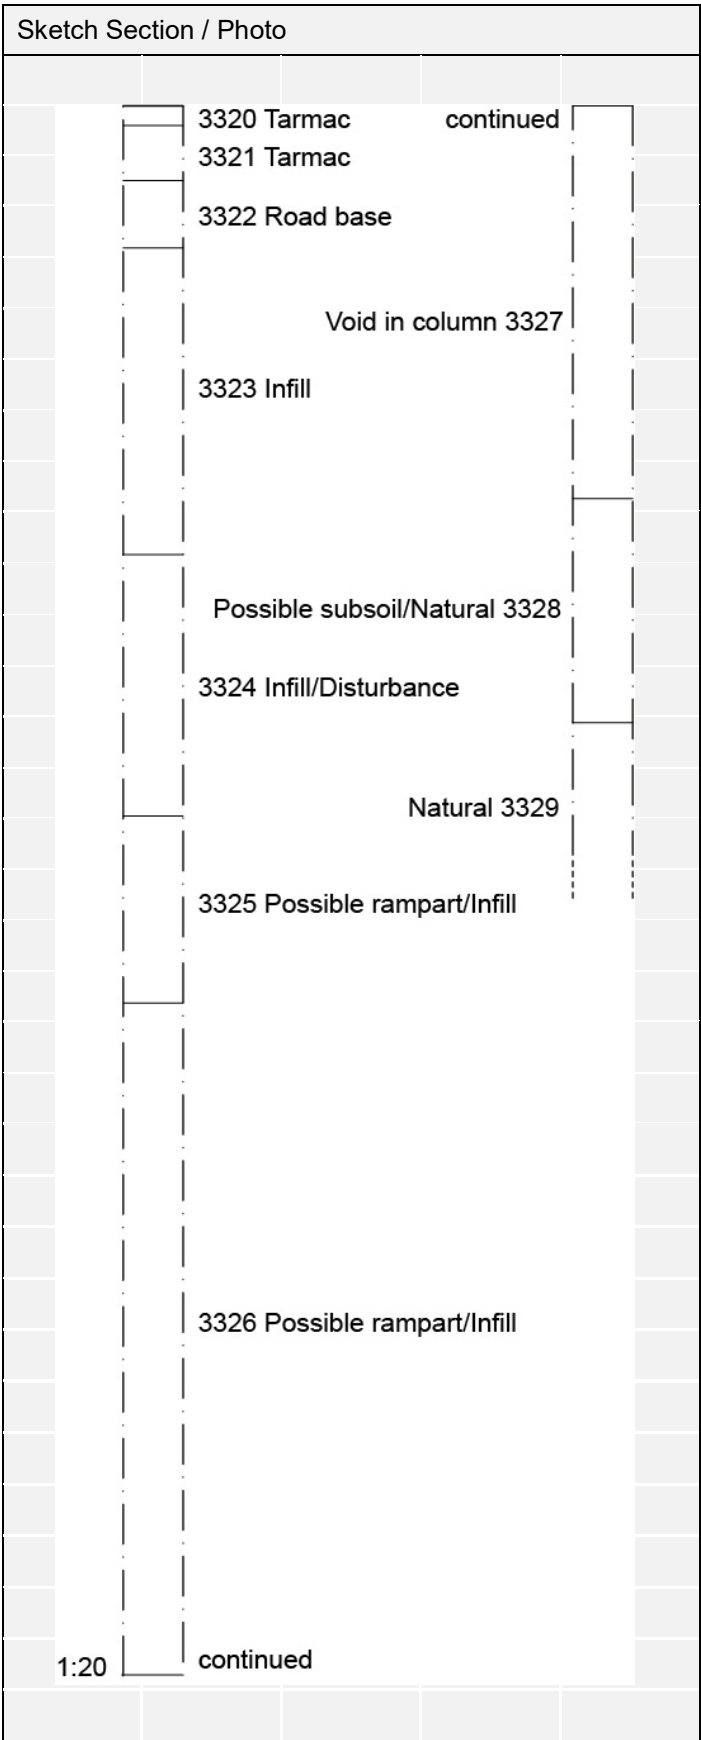 Sketch Section / Photo
3320 Tarmac
3321 Tarmac
3322 Road base
3323 Infill
3324 Infill/Disturbance
3325 Possible rampart/Infill
3326 Possible rampart/Infill
continued
1:20
continued
Void in column 3327
Possible subsoil/Natural 3328
Natural 3329